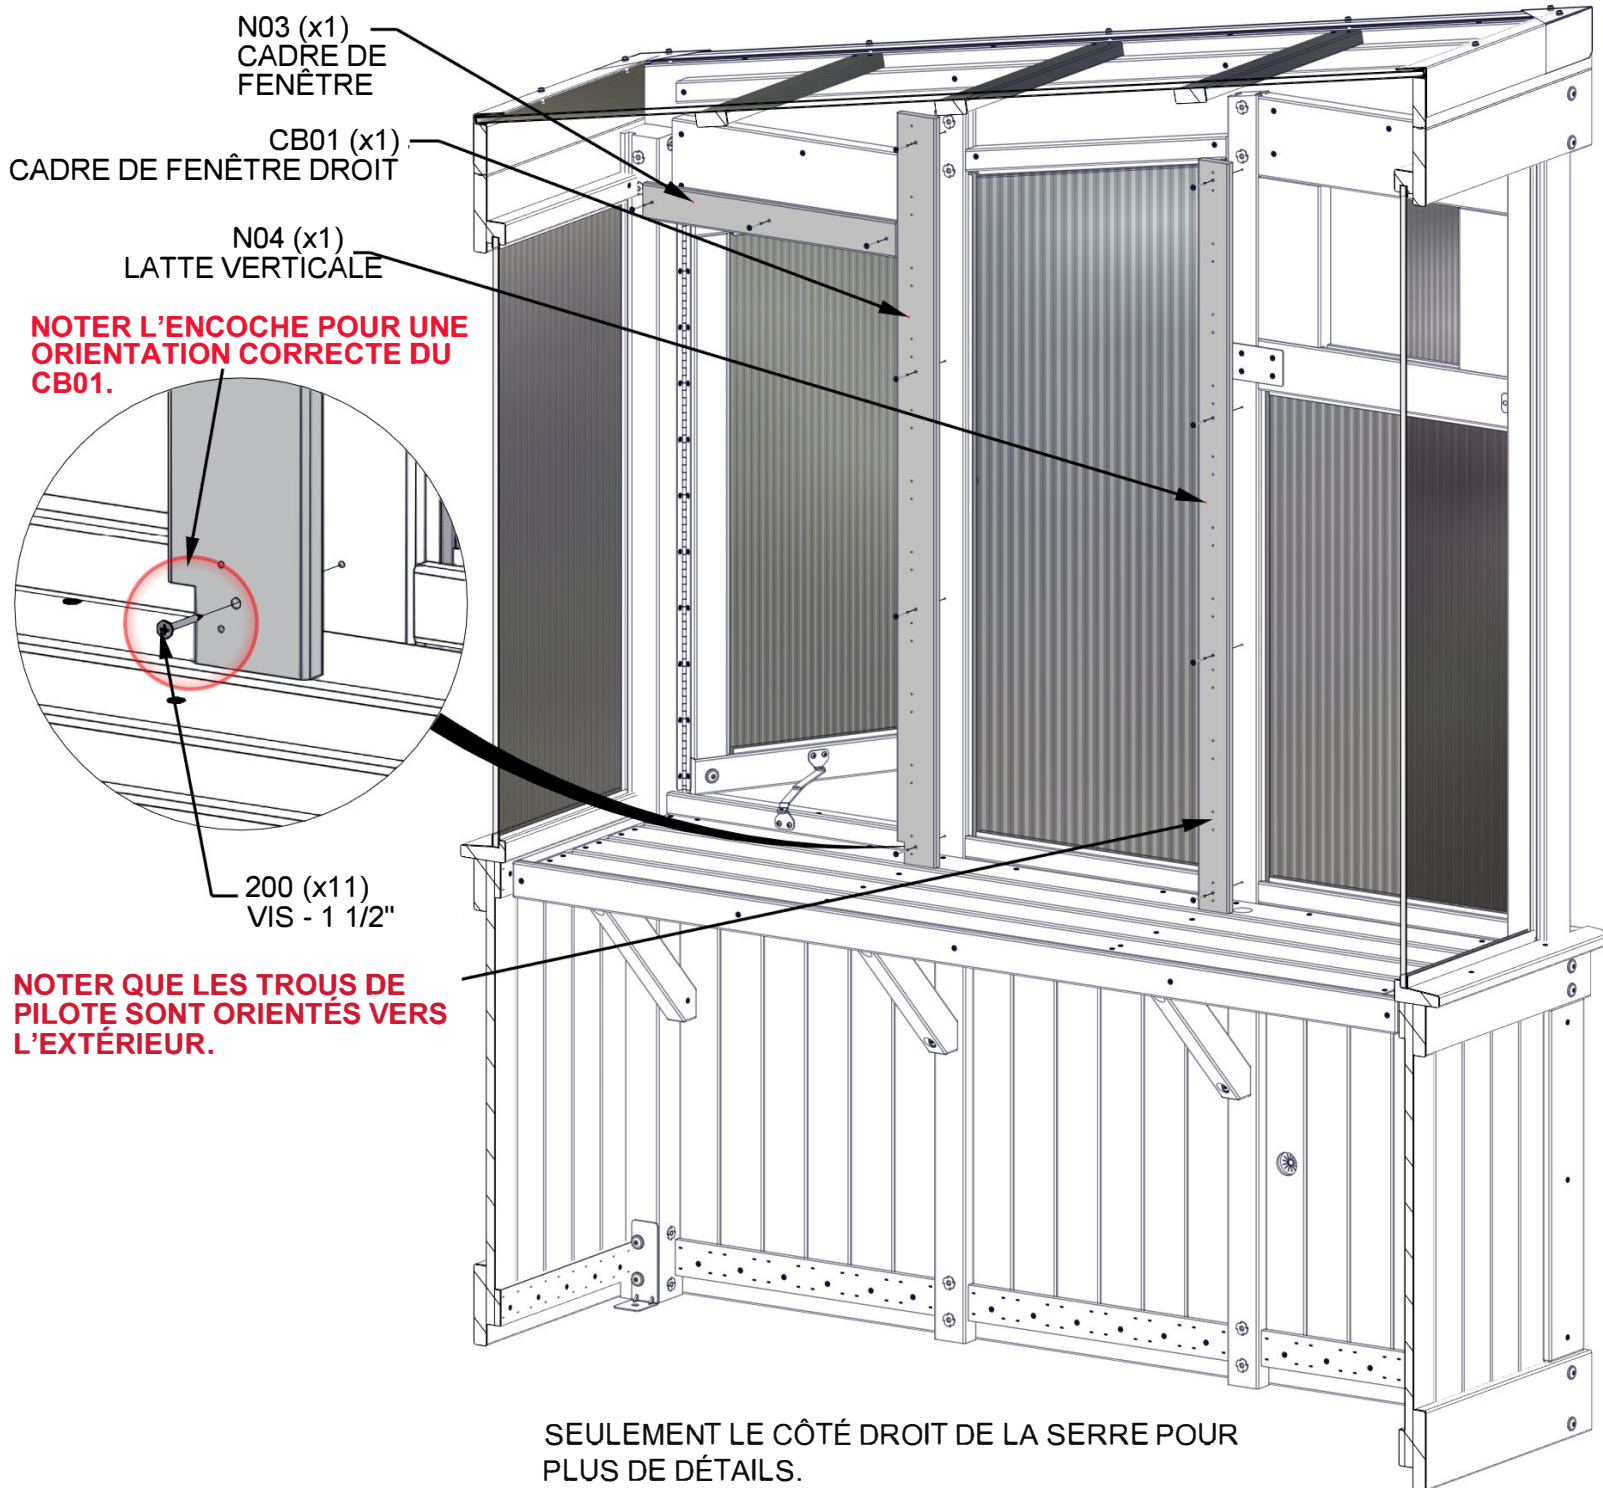 N03 (x1)
CADRE DE
FENÊTRE
CB01 (x1)
CADRE DE FENÊTRE DROIT
N04 (x1)
LATTE VERTICALE
NOTER L'ENCOCHE POUR UNE
ORIENTATION CORRECTE DU
CB01.
200 (x11)
VIS - 1 1/2"
NOTER QUE LES TROUS DE
PILOTE SONT ORIENTÉS VERS
L'EXTÉRIEUR.
SEULEMENT LE CÔTÉ DROIT DE LA SERRE POUR
PLUS DE DÉTAILS.